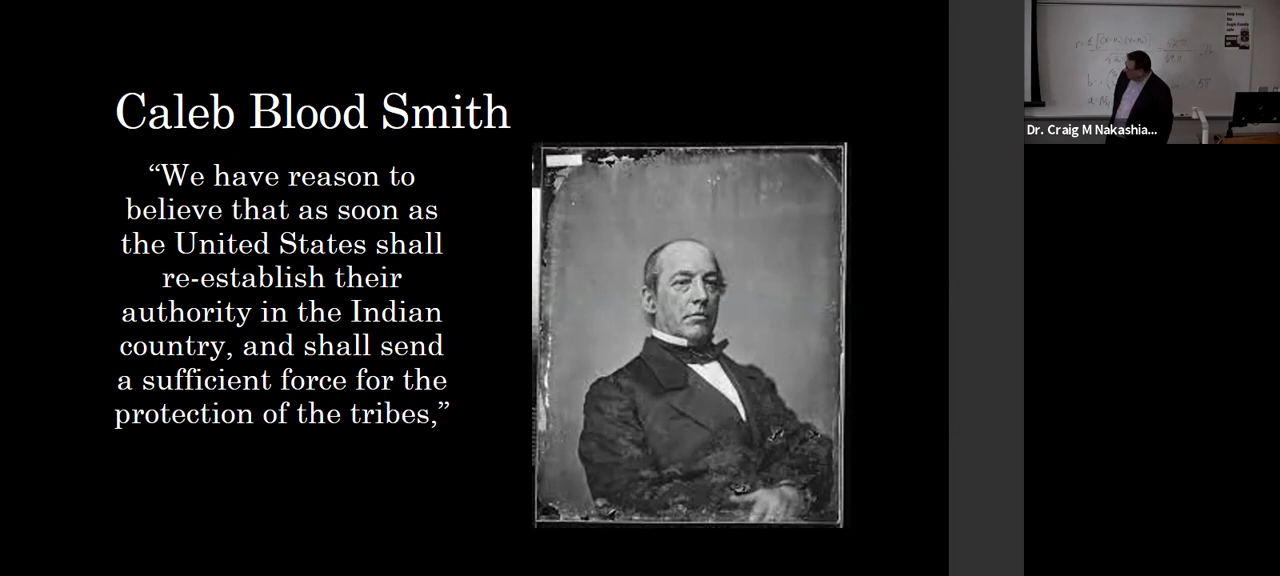 Caleb Blood Smith
“We have reason to
believe that as soon as
the United States shall
re-establish their
authority in the Indian
country, and shall send
a sufficient force for the
protection of the tribes,”
Dr. Craig M Nakashia...